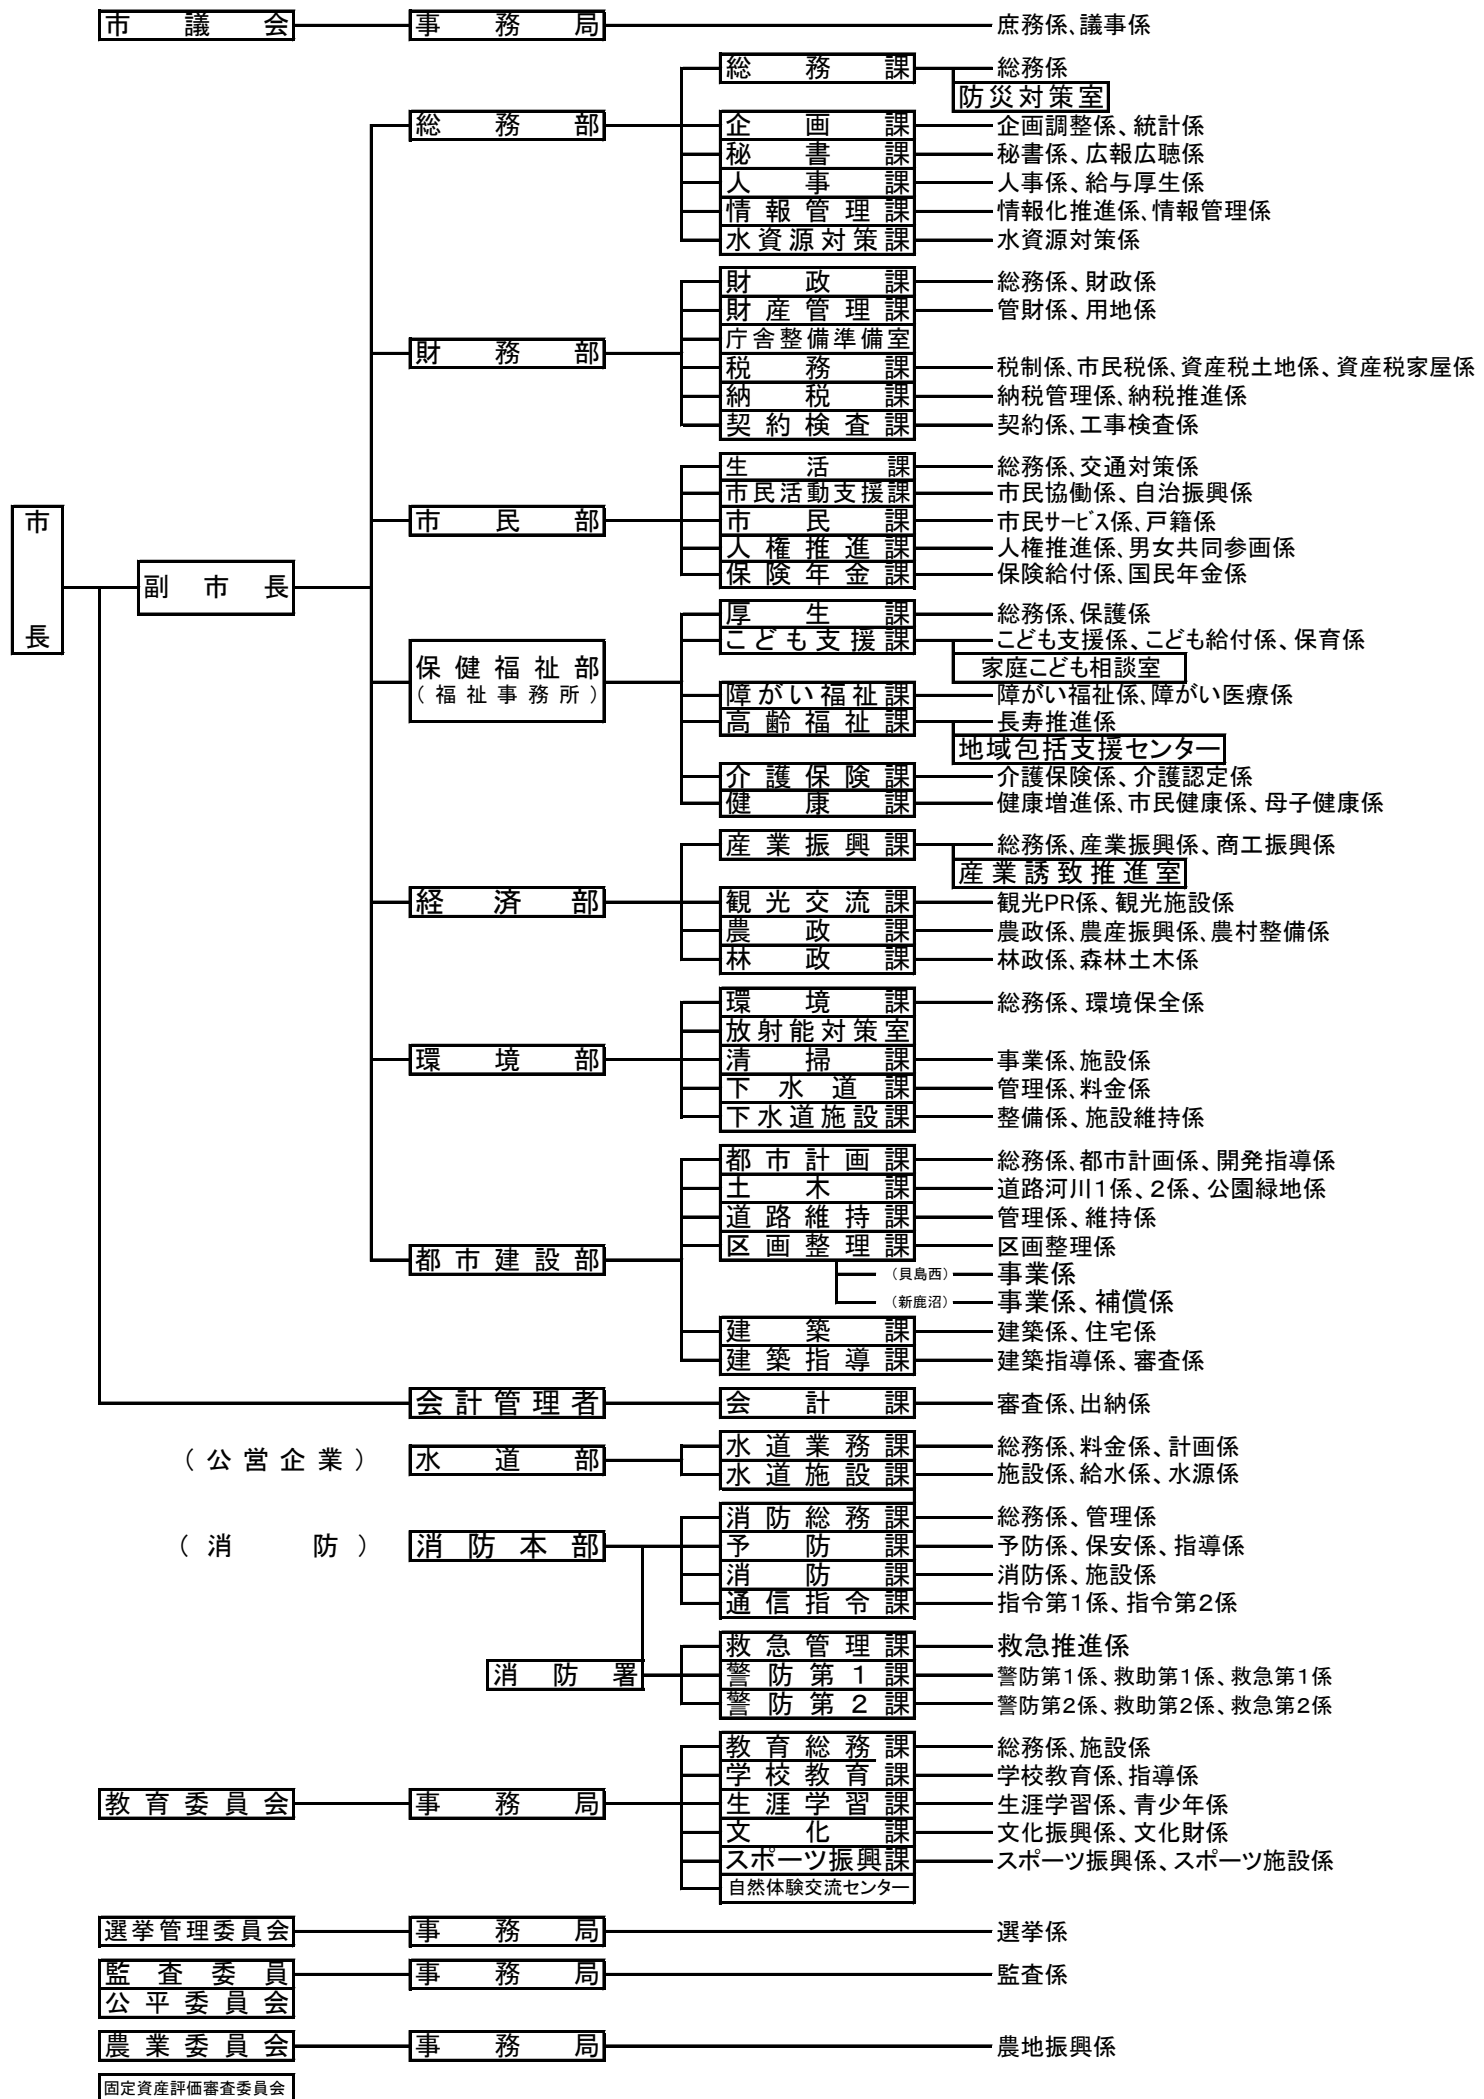 市議会 事務局 庶務係、議事係
総務課 総務係
防災対策室
総務部 企画課 企画調整係、統計係
秘書課 秘書係、広報広聴係
人事課 人事係、給与厚生係
情報管理課 情報化推進係、情報管理係
水資源対策課 水資源対策係
財政課 総務係、財政係
財産管理課 管財係、用地係
庁舎整備準備室
財務部 税務課 税制係、市民税係、資産税土地係、資産税家屋係
納税課 納税管理係、納税推進係
契約検査課 契約係、工事検査係
生活課 総務係、交通対策係
市民活動支援課 市民協働係、自治振興係
市民部 市民課 市民サービス係、戸籍係
人権推進課 人権推進係、男女共同参画係
保険年金課 保険給付係、国民年金係
市長 副市長
厚生課 総務係、保護係
こども支援課 こども支援係、こども給付係、保育係
家庭こども相談室
保健福祉部
(福祉事務所)
障がい福祉課 障がい福祉係、障がい医療係
高齢福祉課 長寿推進係
地域包括支援センター
介護保険課 介護保険係、介護認定係
健康課 健康増進係、市民健康係、母子健康係
産業振興課 総務係、産業振興係、商工振興係
産業誘致推進室
経済部 観光交流課 観光PR係、観光施設係
農政課 農政係、農産振興係、農村整備係
林政課 林政係、森林土木係
環境課 総務係、環境保全係
放射能対策室
環境部 清掃課 事業係、施設係
下水道課 管理係、料金係
下水道施設課 整備係、施設維持係
都市計画課 総務係、都市計画係、開発指導係
土木課 道路河川1係、2係、公園緑地係
道路維持課 管理係、維持係
都市建設部 区画整理課 区画整理係
(貝島西) 事業係
(新鹿沼) 事業係、補償係
建築課 建築係、住宅係
建築指導課 建築指導係、審査係
会計管理者 会計課 審査係、出納係
(公営企業) 水道部 水道業務課 総務係、料金係、計画係
水道施設課 施設係、給水係、水源係
消防総務課 総務係、管理係
(消防) 消防本部 予防課 予防係、保安係、指導係
消防課 消防係、施設係
通信指令課 指令第1係、指令第2係
救急管理課 救急推進係
消防署 警防第1課 警防第1係、救助第1係、救急第1係
警防第2課 警防第2係、救助第2係、救急第2係
教育総務課 総務係、施設係
学校教育課 学校教育係、指導係
教育委員会 事務局 生涯学習課 生涯学習係、青少年係
文化課 文化振興係、文化財係
スポーツ振興課 スポーツ振興係、スポーツ施設係
自然体験交流センター
選挙管理委員会 事務局 選挙係
監査委員 事務局 監査係
公平委員会
農業委員会 事務局 農地振興係
固定資産評価審査委員会